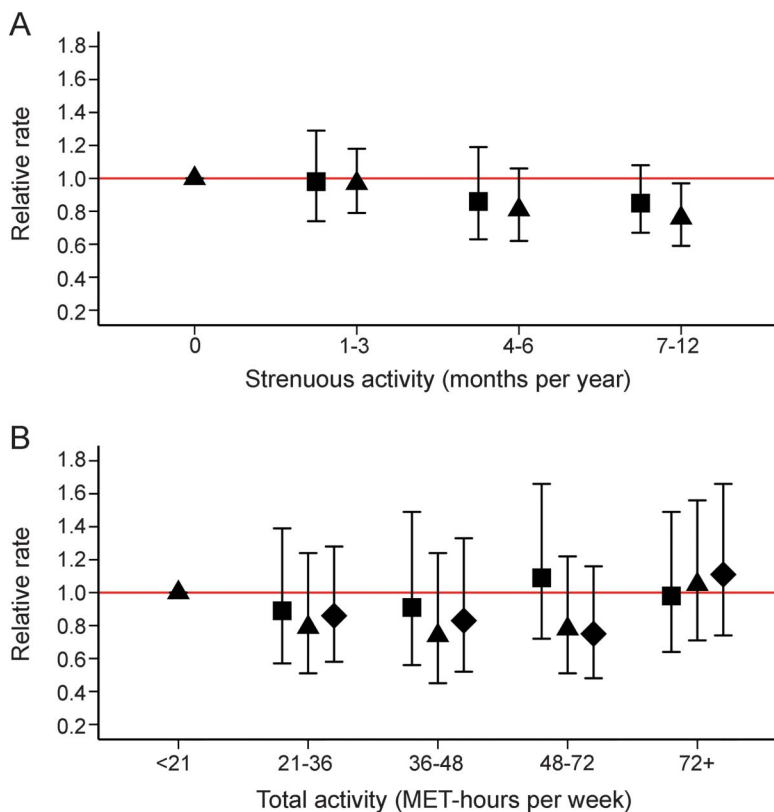 A
1.8
1.6
1.4
1.2
1.0
0.8
0.6
0.4
0.2
Relative rate
0 1-3 4-6 7-12
Strenuous activity (months per year)
B
1.8
1.6
1.4
1.2
1.0
0.8
0.6
0.4
0.2
Relative rate
<21 21-36 36-48 48-72 72+
Total activity (MET-hours per week)